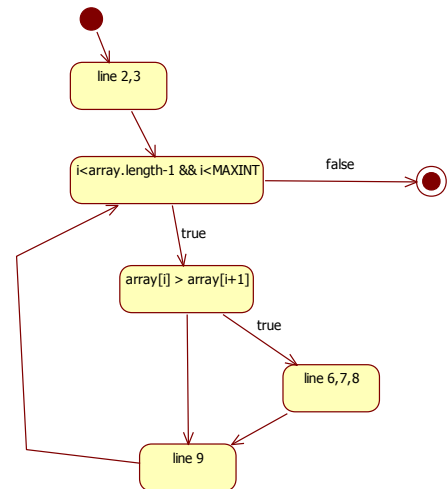 line 2,3
i<array.length-1 && i<MAXINT
false
true
array[i] > array[i+1]
true
line 6,7,8
line 9